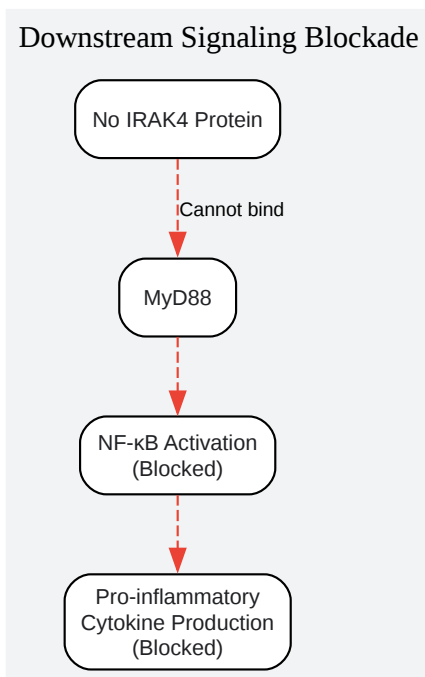 Downstream Signaling Blockade
No IRAK4 Protein
Cannot bind
MyD88
NF-κB Activation
(Blocked)
Pro-inflammatory
Cytokine Production
(Blocked)